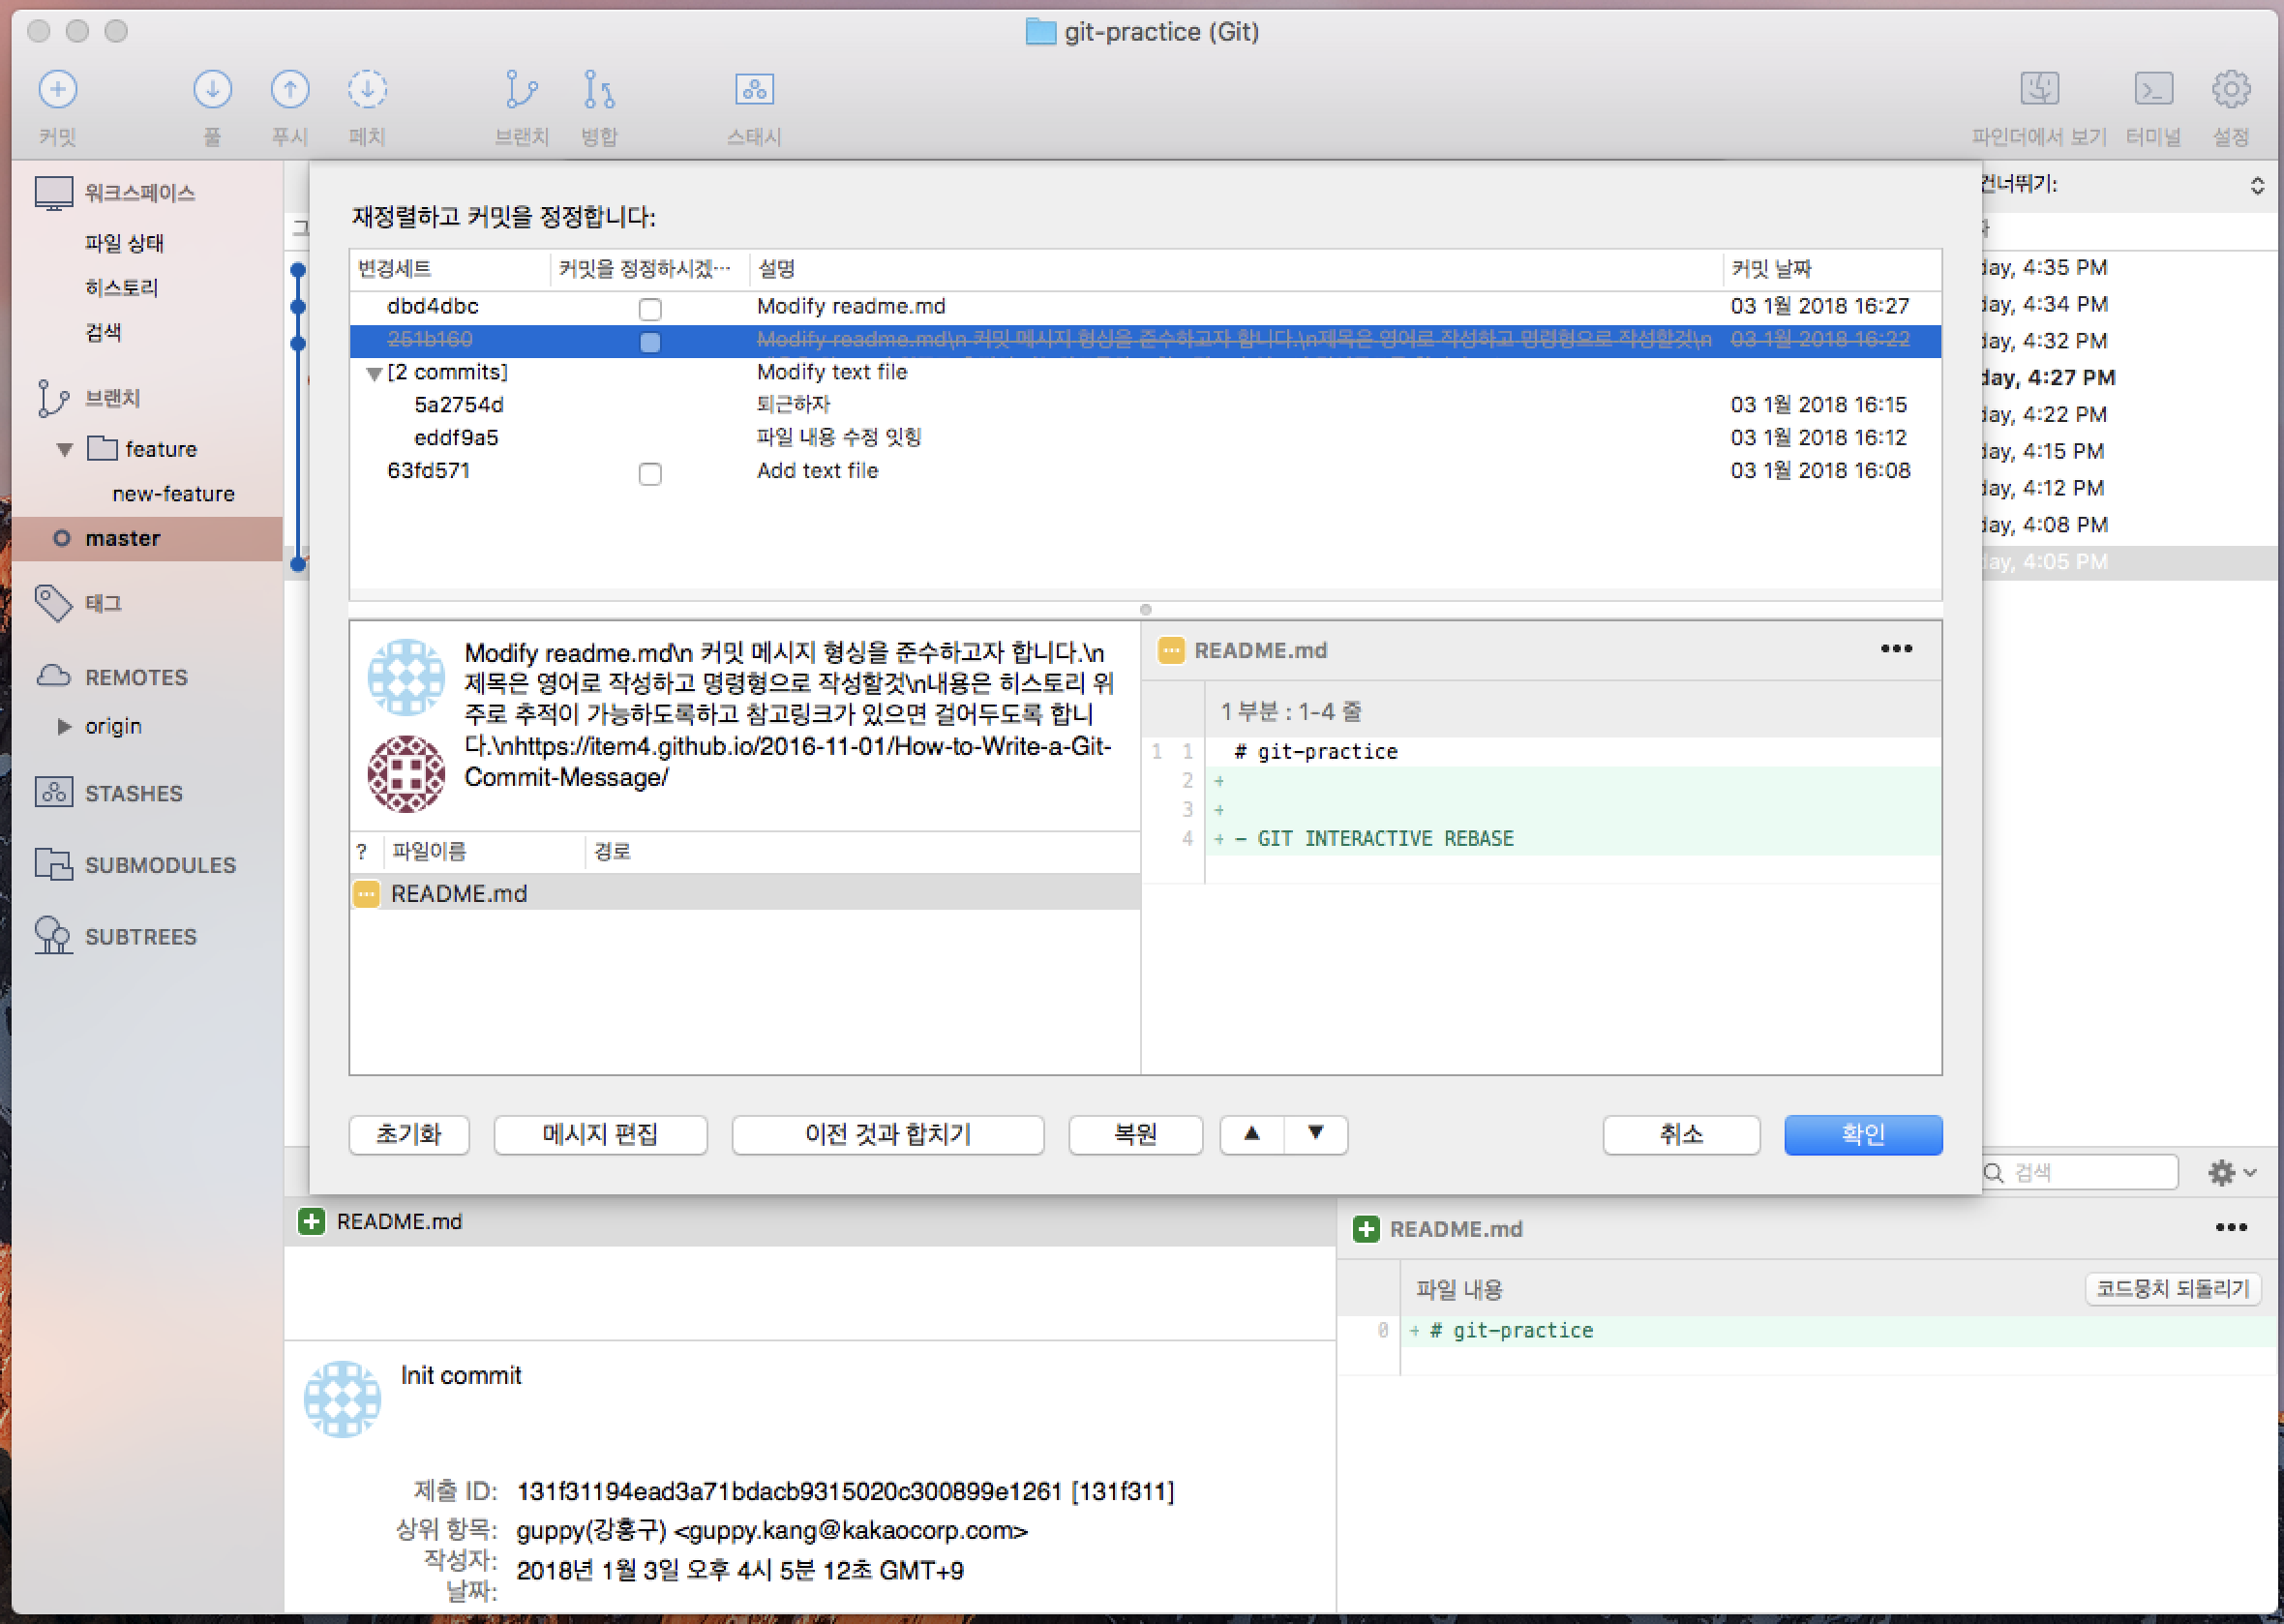 git-practice (Git)
커밋
풀
푸시
페치
브랜치
병합
스태시
파인더에서 보기
터미널
설정
워크스페이스
파일 상태
히스토리
검색
브랜치
feature
new-feature
master
태그
REMOTES
origin
STASHES
SUBMODULES
SUBTREES
건너뛰기:
day, 4:35 PM
day, 4:34 PM
day, 4:32 PM
day, 4:27 PM
day, 4:22 PM
day, 4:15 PM
day, 4:12 PM
day, 4:08 PM
day, 4:05 PM
재정렬하고 커밋을 정정합니다:
변경세트 커밋을 정정하시겠… 설명 커밋 날짜
dbd4dbc Modify readme.md 03 1월 2018 16:27
251b160 Modify readme.md\n 커밋 메시지 형싱을 준수하고자 합니다.\n제목은 영어로 작성하고 명령형으로 작성할것\n 03 1월 2018 16:22
[2 commits] Modify text file
5a2754d 퇴근하자 03 1월 2018 16:15
eddf9a5 파일 내용 수정 잇힝 03 1월 2018 16:12
63fd571 Add text file 03 1월 2018 16:08
Modify readme.md\n 커밋 메시지 형싱을 준수하고자 합니다.\n
제목은 영어로 작성하고 명령형으로 작성할것\n내용은 히스토리 위
주로 추적이 가능하도록하고 참고링크가 있으면 걸어두도록 합니
다.\nhttps://item4.github.io/2016-11-01/How-to-Write-a-Git-
Commit-Message/
? 파일이름 경로
README.md
README.md
1 부분 : 1-4 줄
1 1 # git-practice
2 +
3 +
4 + - GIT INTERACTIVE REBASE
초기화
메시지 편집
이전 것과 합치기
복원
취소
확인
검색
README.md
Init commit
제출 ID: 131f31194ead3a71bdacb9315020c300899e1261 [131f311]
상위 항목: guppy(강홍구) <guppy.kang@kakaocorp.com>
작성자:
2018년 1월 3일 오후 4시 5분 12초 GMT+9
날짜:
README.md
파일 내용
코드뭉치 되돌리기
0 + # git-practice